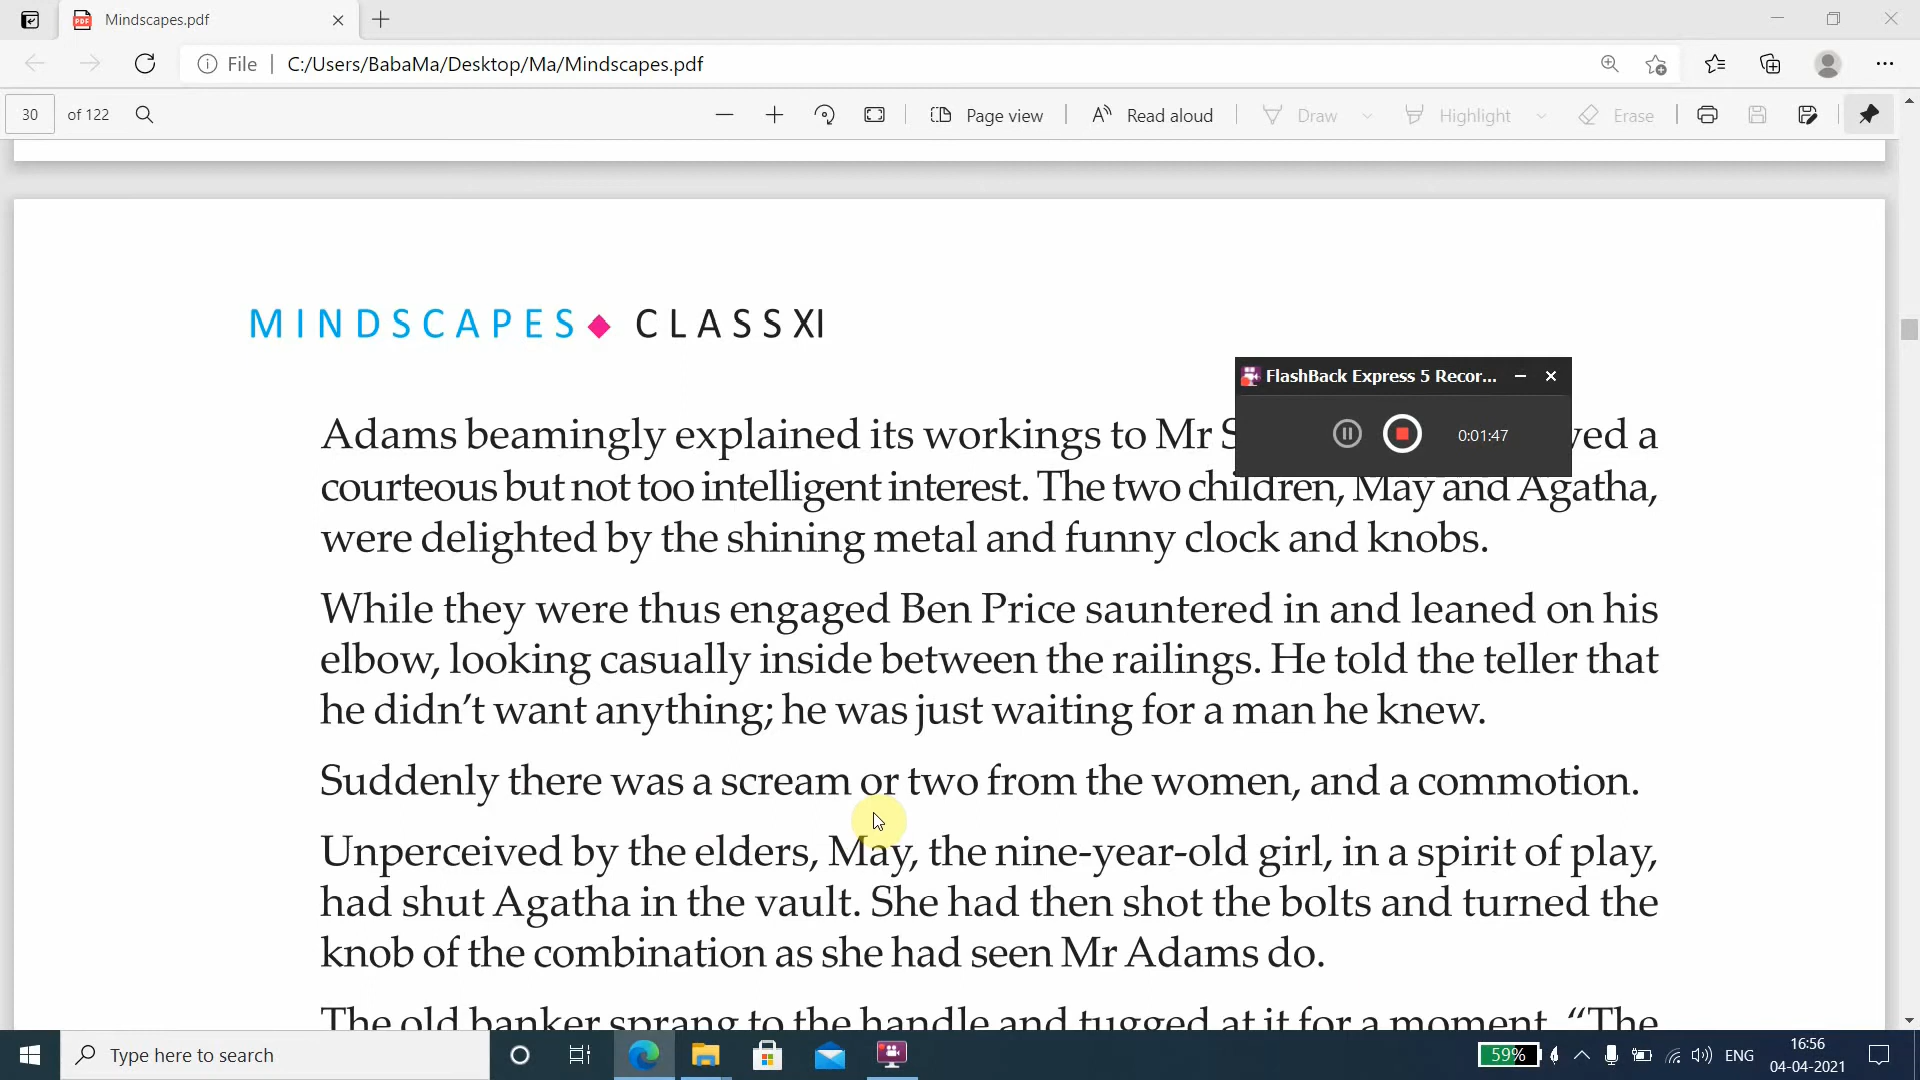 Mindscapes.pdf
File
C:/Users/BabaMa/Desktop/Ma/Mindscapes.pdf
30 of 122
Page view
Read aloud
Draw
Highlight
Erase
MINDSCAPES CLASS XI
FlashBack Express 5 Recor...
0:01:47
Adams beamingly explained its workings to Mr a
courteous but not too intelligent interest. The two children, May and Agatha,
were delighted by the shining metal and funny clock and knobs.
While they were thus engaged Ben Price sauntered in and leaned on his
elbow, looking casually inside between the railings. He told the teller that
he didn’t want anything; he was just waiting for a man he knew.
Suddenly there was a scream or two from the women, and a commotion.
Unperceived by the elders, May, the nine-year-old girl, in a spirit of play,
had shut Agatha in the vault. She had then shot the bolts and turned the
knob of the combination as she had seen Mr Adams do.
The old banker sprang to the handle and tugged at it for a moment. “The
Type here to search
59%
ENG
16:56
04-04-2021